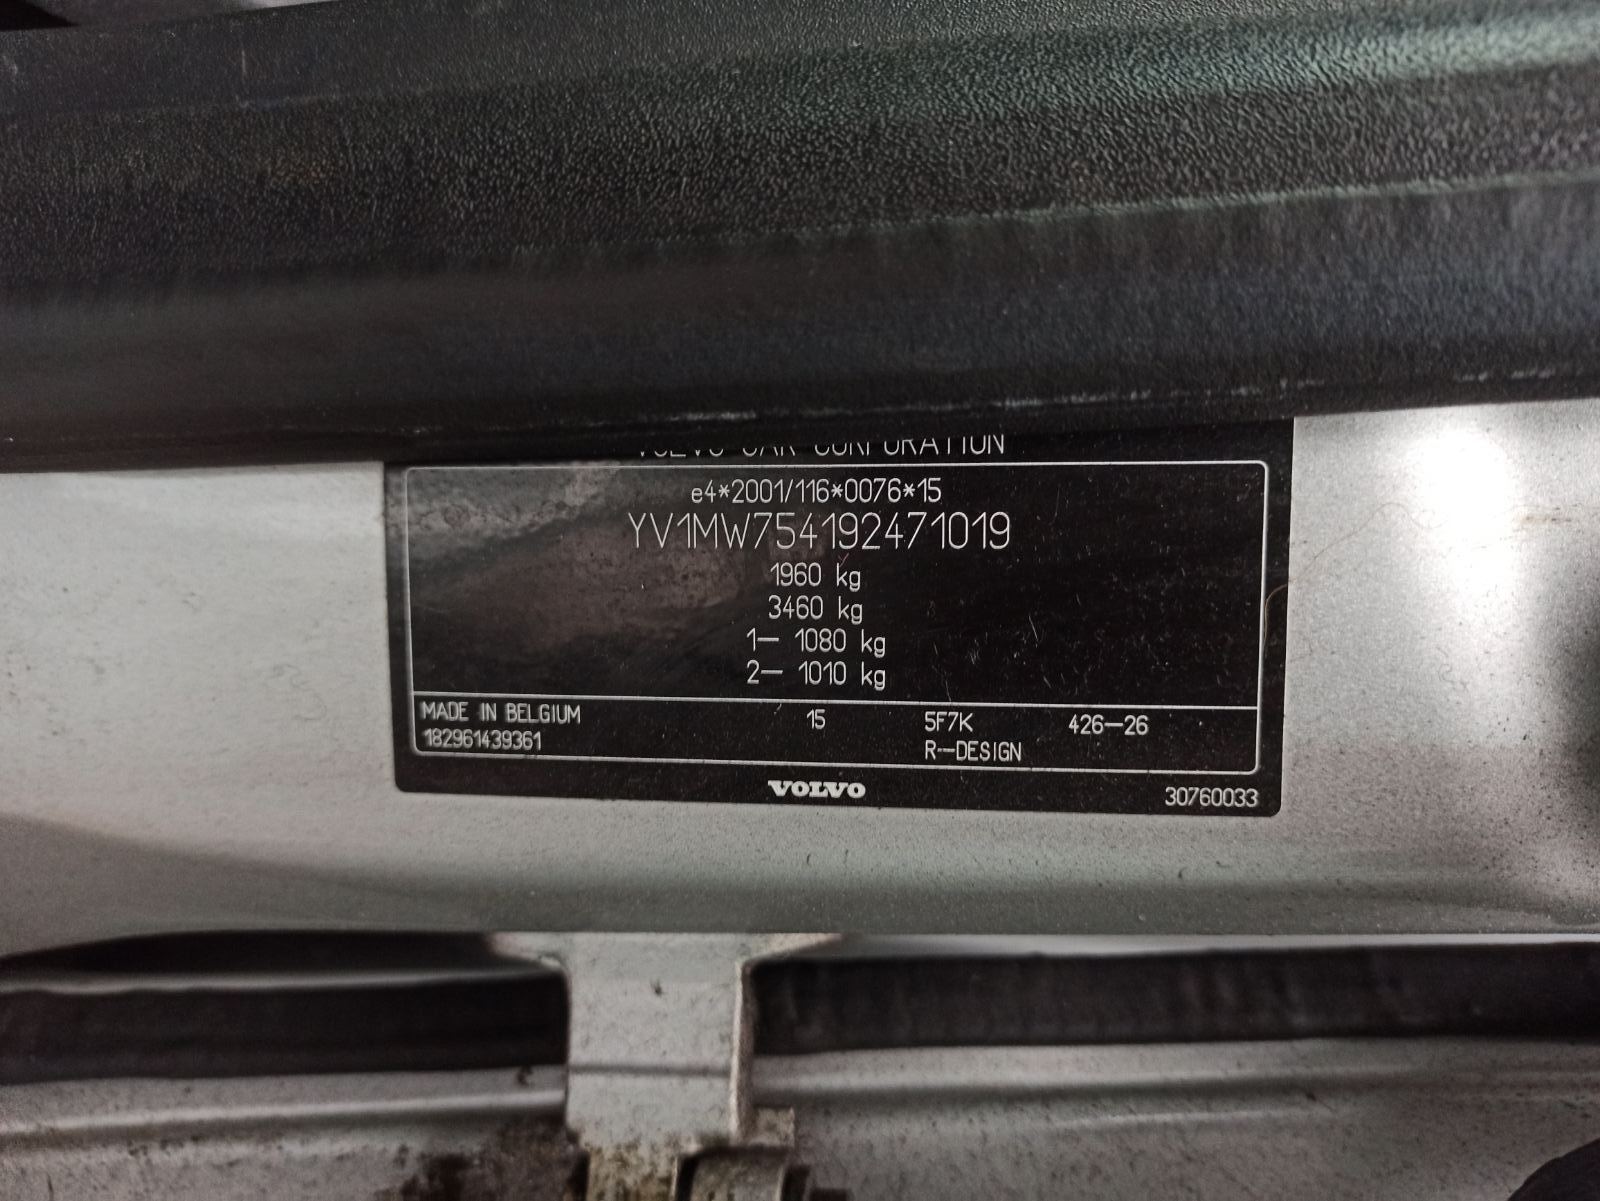 VOLVO CAR CORPORATION
e4*2001/116*0076*15
YV1MW754192471019
1960 kg
3460 kg
1— 1080 kg
2— 1010 kg
MADE IN BELGIUM 15 5F7K 426—26
182961439361 R—DESIGN
VOLVO 30760033